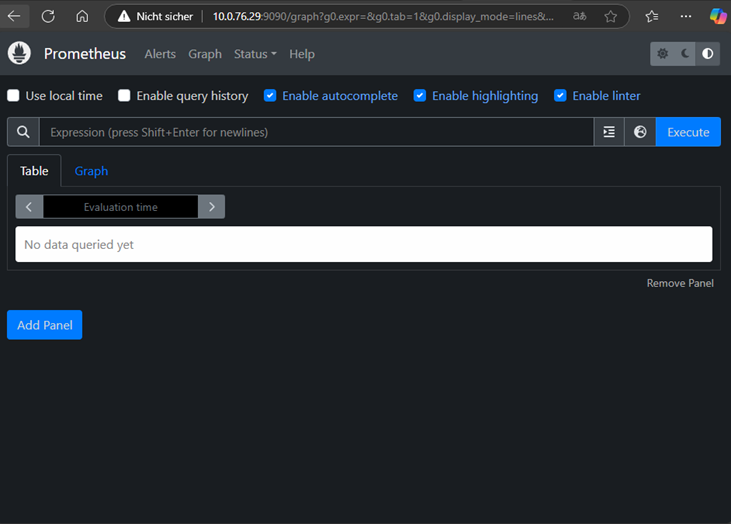 Nicht sicher 10.0.76.29:9090/graph?g0.expr=&g0.tab=1&g0.display_mode=lines&... aあ
Prometheus Alerts Graph Status Help
Use local time Enable query history Enable autocomplete Enable highlighting Enable linter
Expression (press Shift+Enter for newlines) Execute
Table Graph
Evaluation time
No data queried yet
Remove Panel
Add Panel